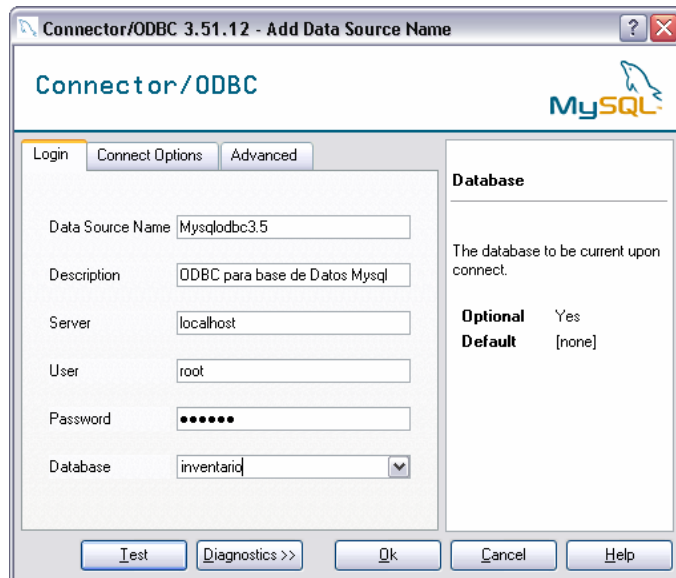 Connector/ODBC 3.51.12 - Add Data Source Name
Connector/ODBC
MySQL
Login Connect Options Advanced
Database
Data Source Name Mysqlodbc3.5
The database to be current upon
connect.
Description ODBC para base de Datos Mysql
Server localhost
Optional Yes
Default [none]
User root
Password ●●●●●●
Database inventario
Test Diagnostics >> Ok Cancel Help